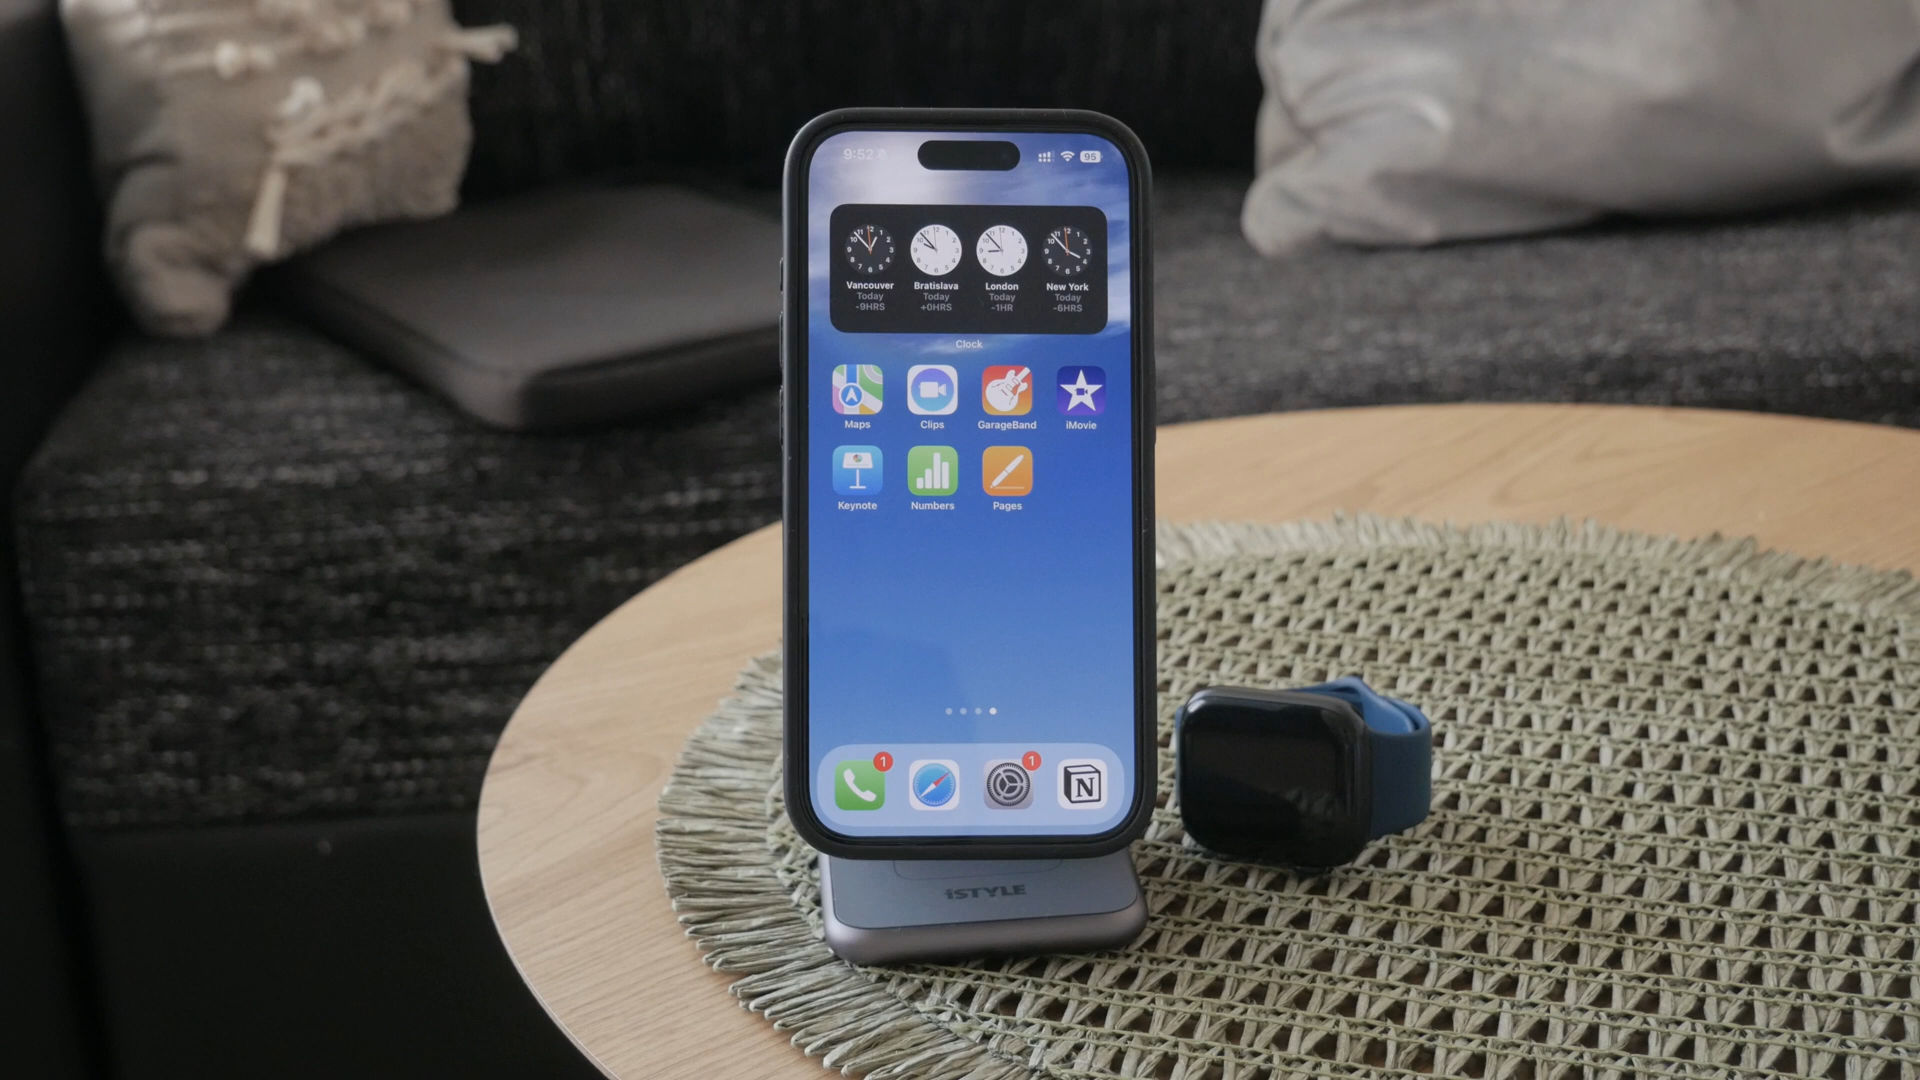 9:52
95
Vancouver Bratislava London New York
Today Today Today Today
-9HRS +0HRS -1HR -6HRS
Clock
Maps Clips GarageBand iMovie
Keynote Numbers Pages
1 1
N
iSTYLE